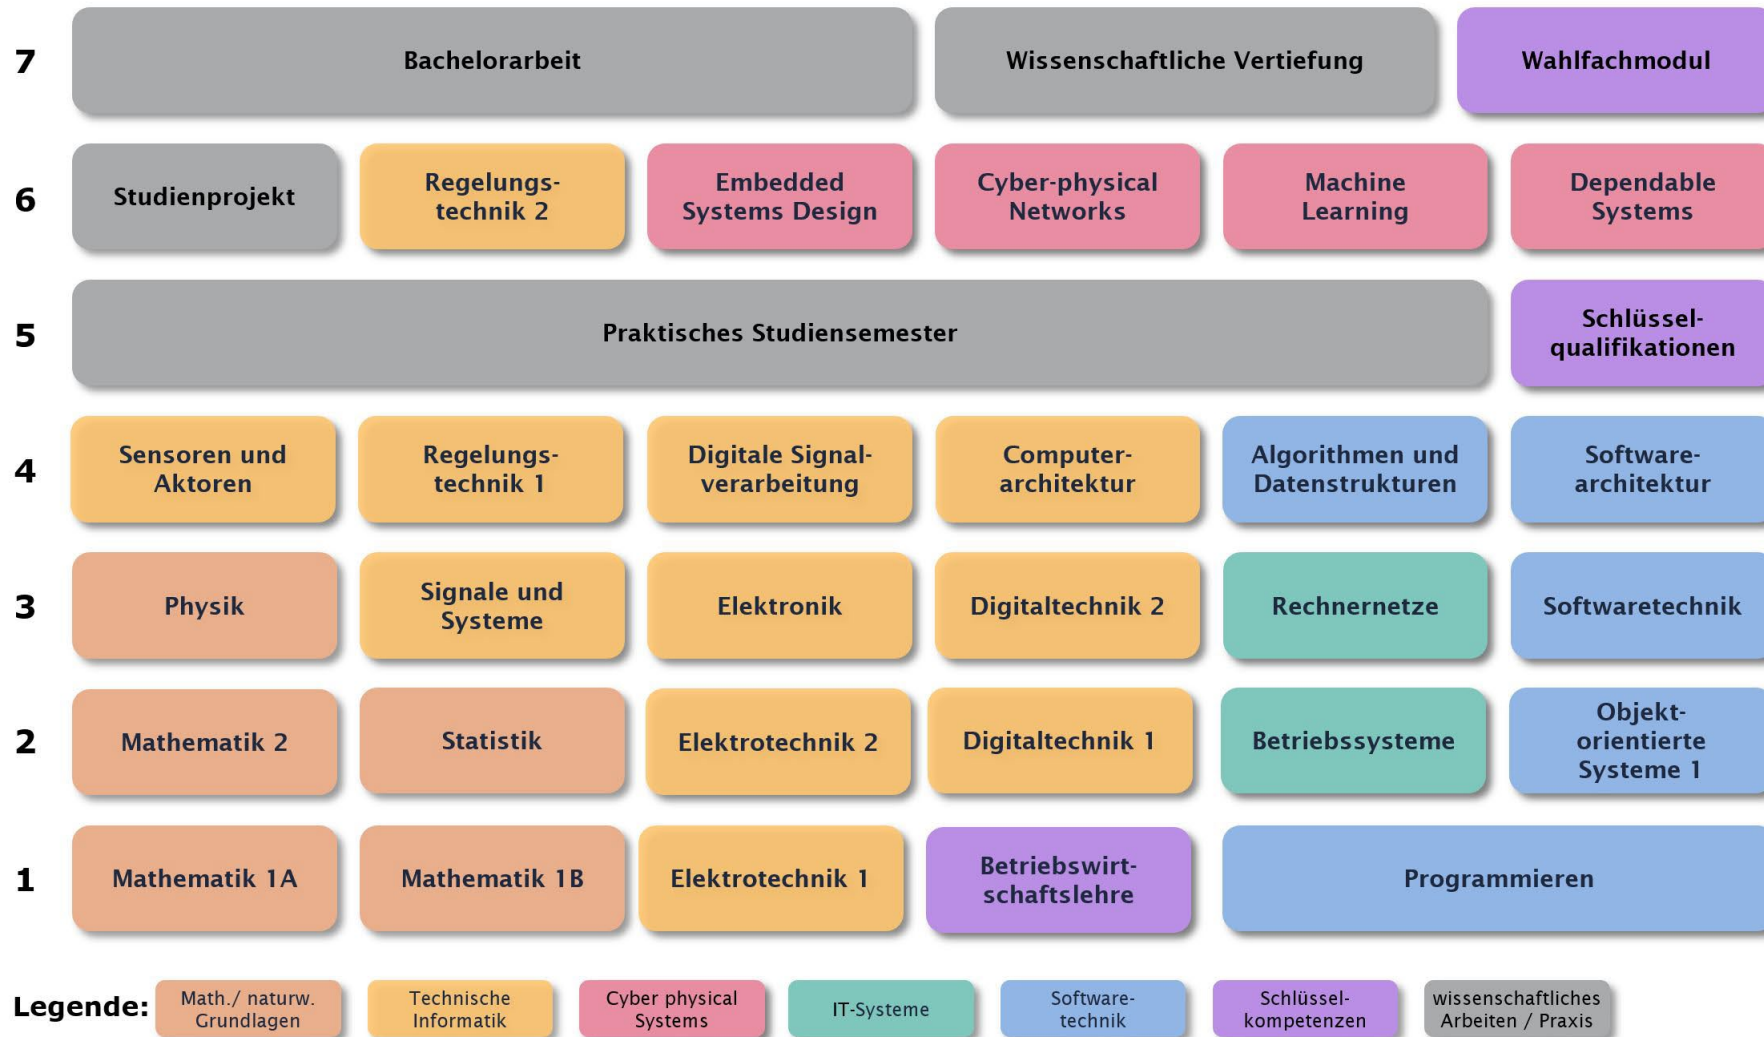 7
Bachelorarbeit
Wissenschaftliche Vertiefung
Wahlfachmodul
6
Studienprojekt
Regelungs-
technik 2
Embedded
Systems Design
Cyber-physical
Networks
Machine
Learning
Dependable
Systems
5
Praktisches Studiensemester
Schlüssel-
qualifikationen
4
Sensoren und
Aktoren
Regelungs-
technik 1
Digitale Signal-
verarbeitung
Computer-
architektur
Algorithmen und
Datenstrukturen
Software-
architektur
3
Physik
Signale und
Systeme
Elektronik
Digitaltechnik 2
Rechnernetze
Softwaretechnik
2
Mathematik 2
Statistik
Elektrotechnik 2
Digitaltechnik 1
Betriebssysteme
Objekt-
orientierte
Systeme 1
1
Mathematik 1A
Mathematik 1B
Elektrotechnik 1
Betriebswirt-
schaftslehre
Programmieren
Legende:
Math./ naturw.
Grundlagen
Technische
Informatik
Cyber physical
Systems
IT-Systeme
Software-
technik
Schlüssel-
kompetenzen
wissenschaftliches
Arbeiten / Praxis